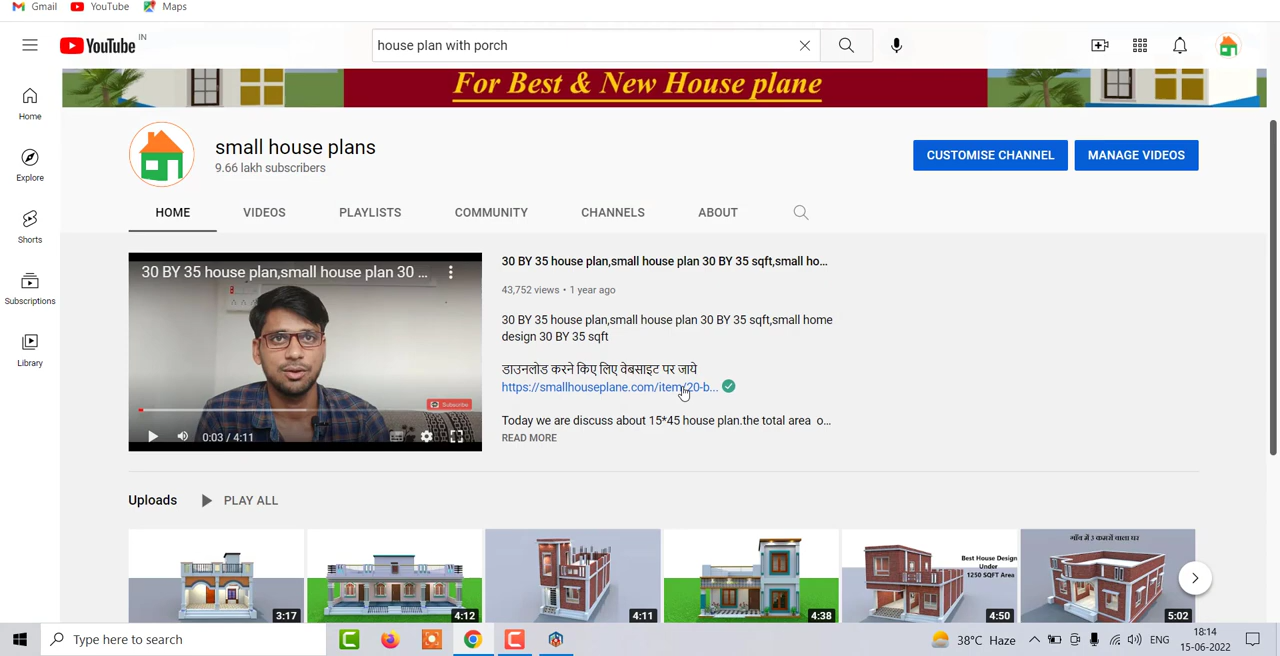 Gmail YouTube Maps
YouTube IN
house plan with porch
For Best & New House plane
Home
Explore
Shorts
Subscriptions
Library
small house plans
9.66 lakh subscribers
CUSTOMISE CHANNEL MANAGE VIDEOS
HOME VIDEOS PLAYLISTS COMMUNITY CHANNELS ABOUT
30 BY 35 house plan,small house plan 30 ...
Subscribe
0:03 / 4:11
30 BY 35 house plan,small house plan 30 BY 35 sqft,small ho...
43,752 views • 1 year ago
30 BY 35 house plan,small house plan 30 BY 35 sqft,small home
design 30 BY 35 sqft
डाउनलोड करने किए लिए वेबसाइट पर जाये
https://smallhouseplane.com/item/20-b...
Today we are discuss about 15*45 house plan.the total area o...
READ MORE
Uploads PLAY ALL
3:17
4:12
4:11
4:38
Best House Design
Under
1250 SQFT Area
4:50
गाँव में 3 कमरों वाला घर
5:02
Type here to search
38°C Haze
ENG
18:14
15-06-2022